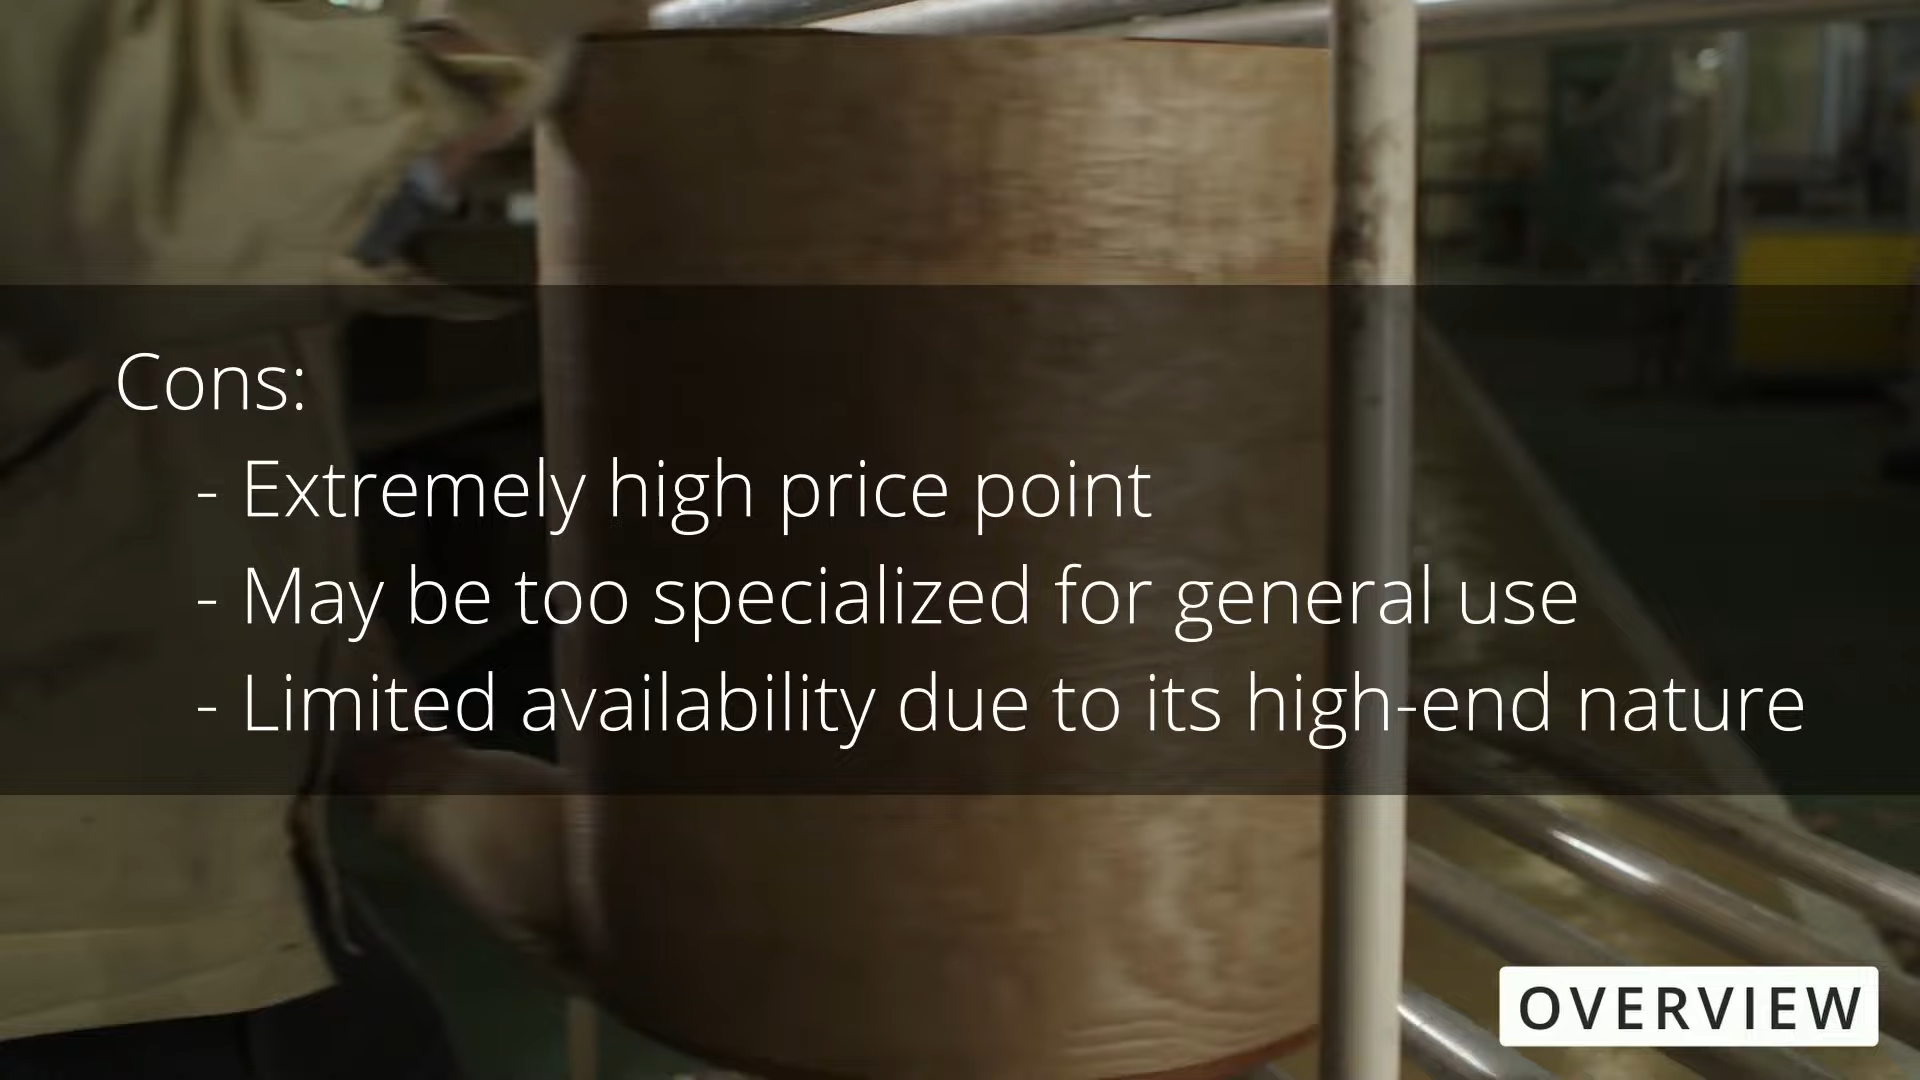 Cons:
- Extremely high price point
- May be too specialized for general use
- Limited availability due to its high-end nature
OVERVIEW